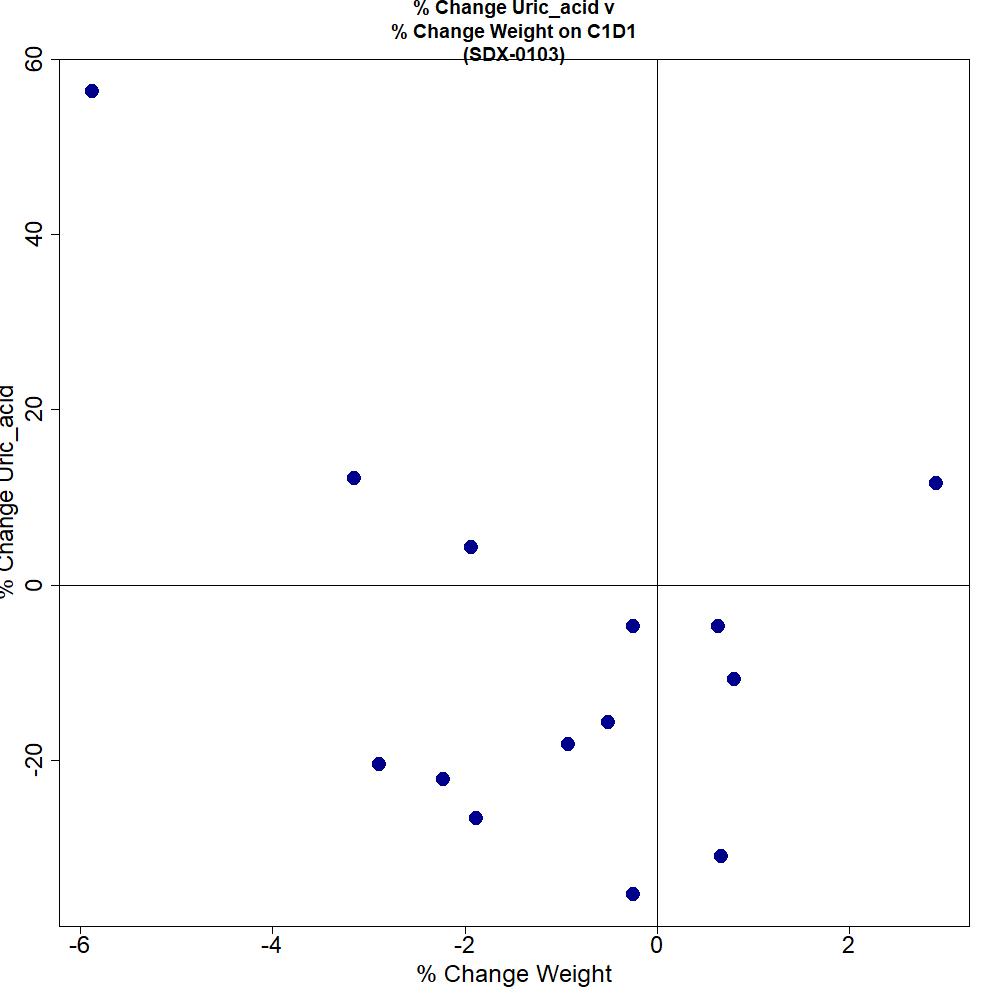 % Change Uric_acid v
% Change Weight on C1D1
(SDX-0103)
60
40
20
0
-20
% Change Uric_acid
-6
-4
-2
0
2
% Change Weight